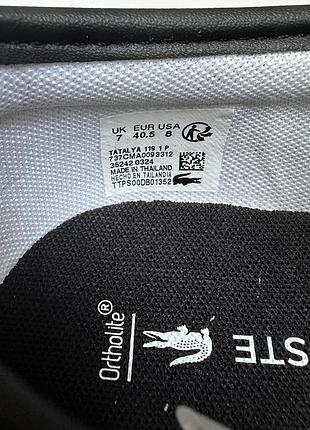 UK EUR USA
7 40.5 8
TATALYA 119 1 P
737CMA0093312
35242 0324
MADE IN THAILAND
HECHO EN TAILANDIA
TTPS00DB01352
Ortholite®
STE